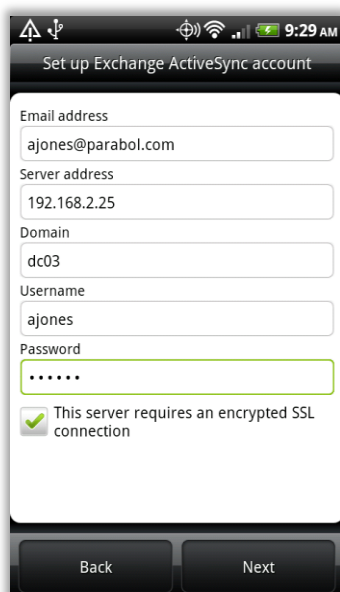 9:29 AM
Set up Exchange ActiveSync account
Email address
ajones@parabol.com
Server address
192.168.2.25
Domain
dc03
Username
ajones
Password
••••••
This server requires an encrypted SSL
connection
Back Next